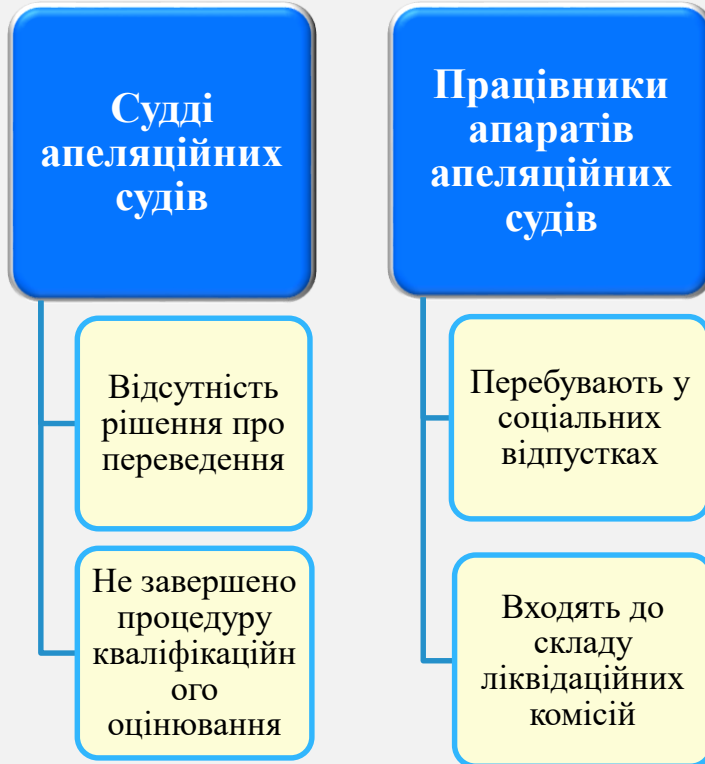 Судді
апеляційних
судів
Відсутність
рішення про
переведення
Не завершено
процедуру
кваліфікаційн
ого
оцінювання
Працівники
апаратів
апеляційних
судів
Перебувають у
соціальних
відпустках
Входять до
складу
ліквідаційних
комісій